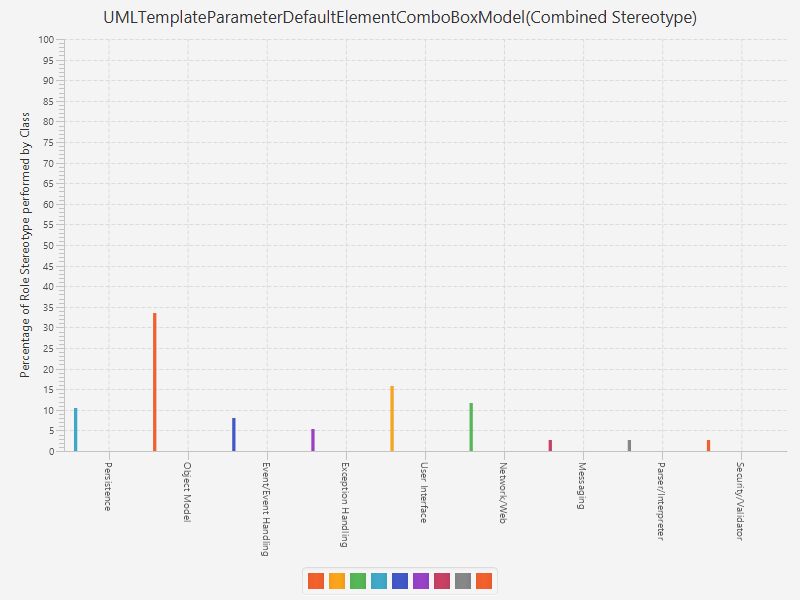 UMLTemplateParameterDefaultElementComboBoxModel(Combined Stereotype)
Percentage of Role Stereotype performed by Class
100
95
90
85
80
75
70
65
60
55
50
45
40
35
30
25
20
15
10
5
0
Persistence
Object Model
Event/Event Handling
Exception Handling
User Interface
Network/Web
Messaging
Parser/Interpreter
Security/Validator